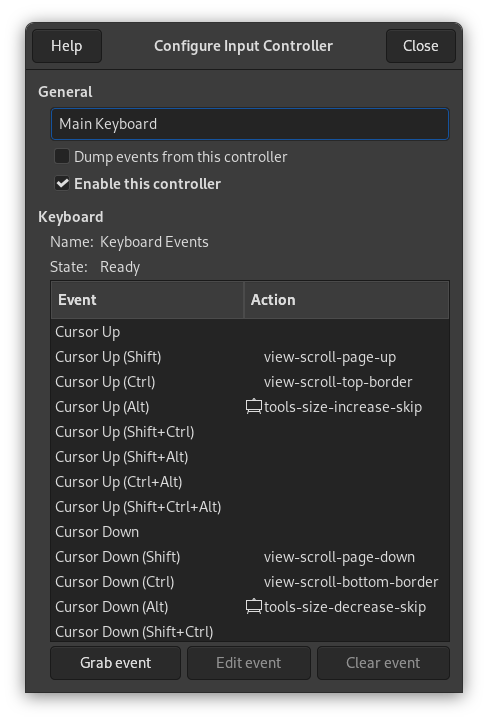 Help Configure Input Controller Close
General
Main Keyboard
Dump events from this controller
Enable this controller
Keyboard
Name: Keyboard Events
State: Ready
Event Action
Cursor Up
Cursor Up (Shift) view-scroll-page-up
Cursor Up (Ctrl) view-scroll-top-border
Cursor Up (Alt) tools-size-increase-skip
Cursor Up (Shift+Ctrl)
Cursor Up (Shift+Alt)
Cursor Up (Ctrl+Alt)
Cursor Up (Shift+Ctrl+Alt)
Cursor Down
Cursor Down (Shift) view-scroll-page-down
Cursor Down (Ctrl) view-scroll-bottom-border
Cursor Down (Alt) tools-size-decrease-skip
Cursor Down (Shift+Ctrl)
Grab event Edit event Clear event